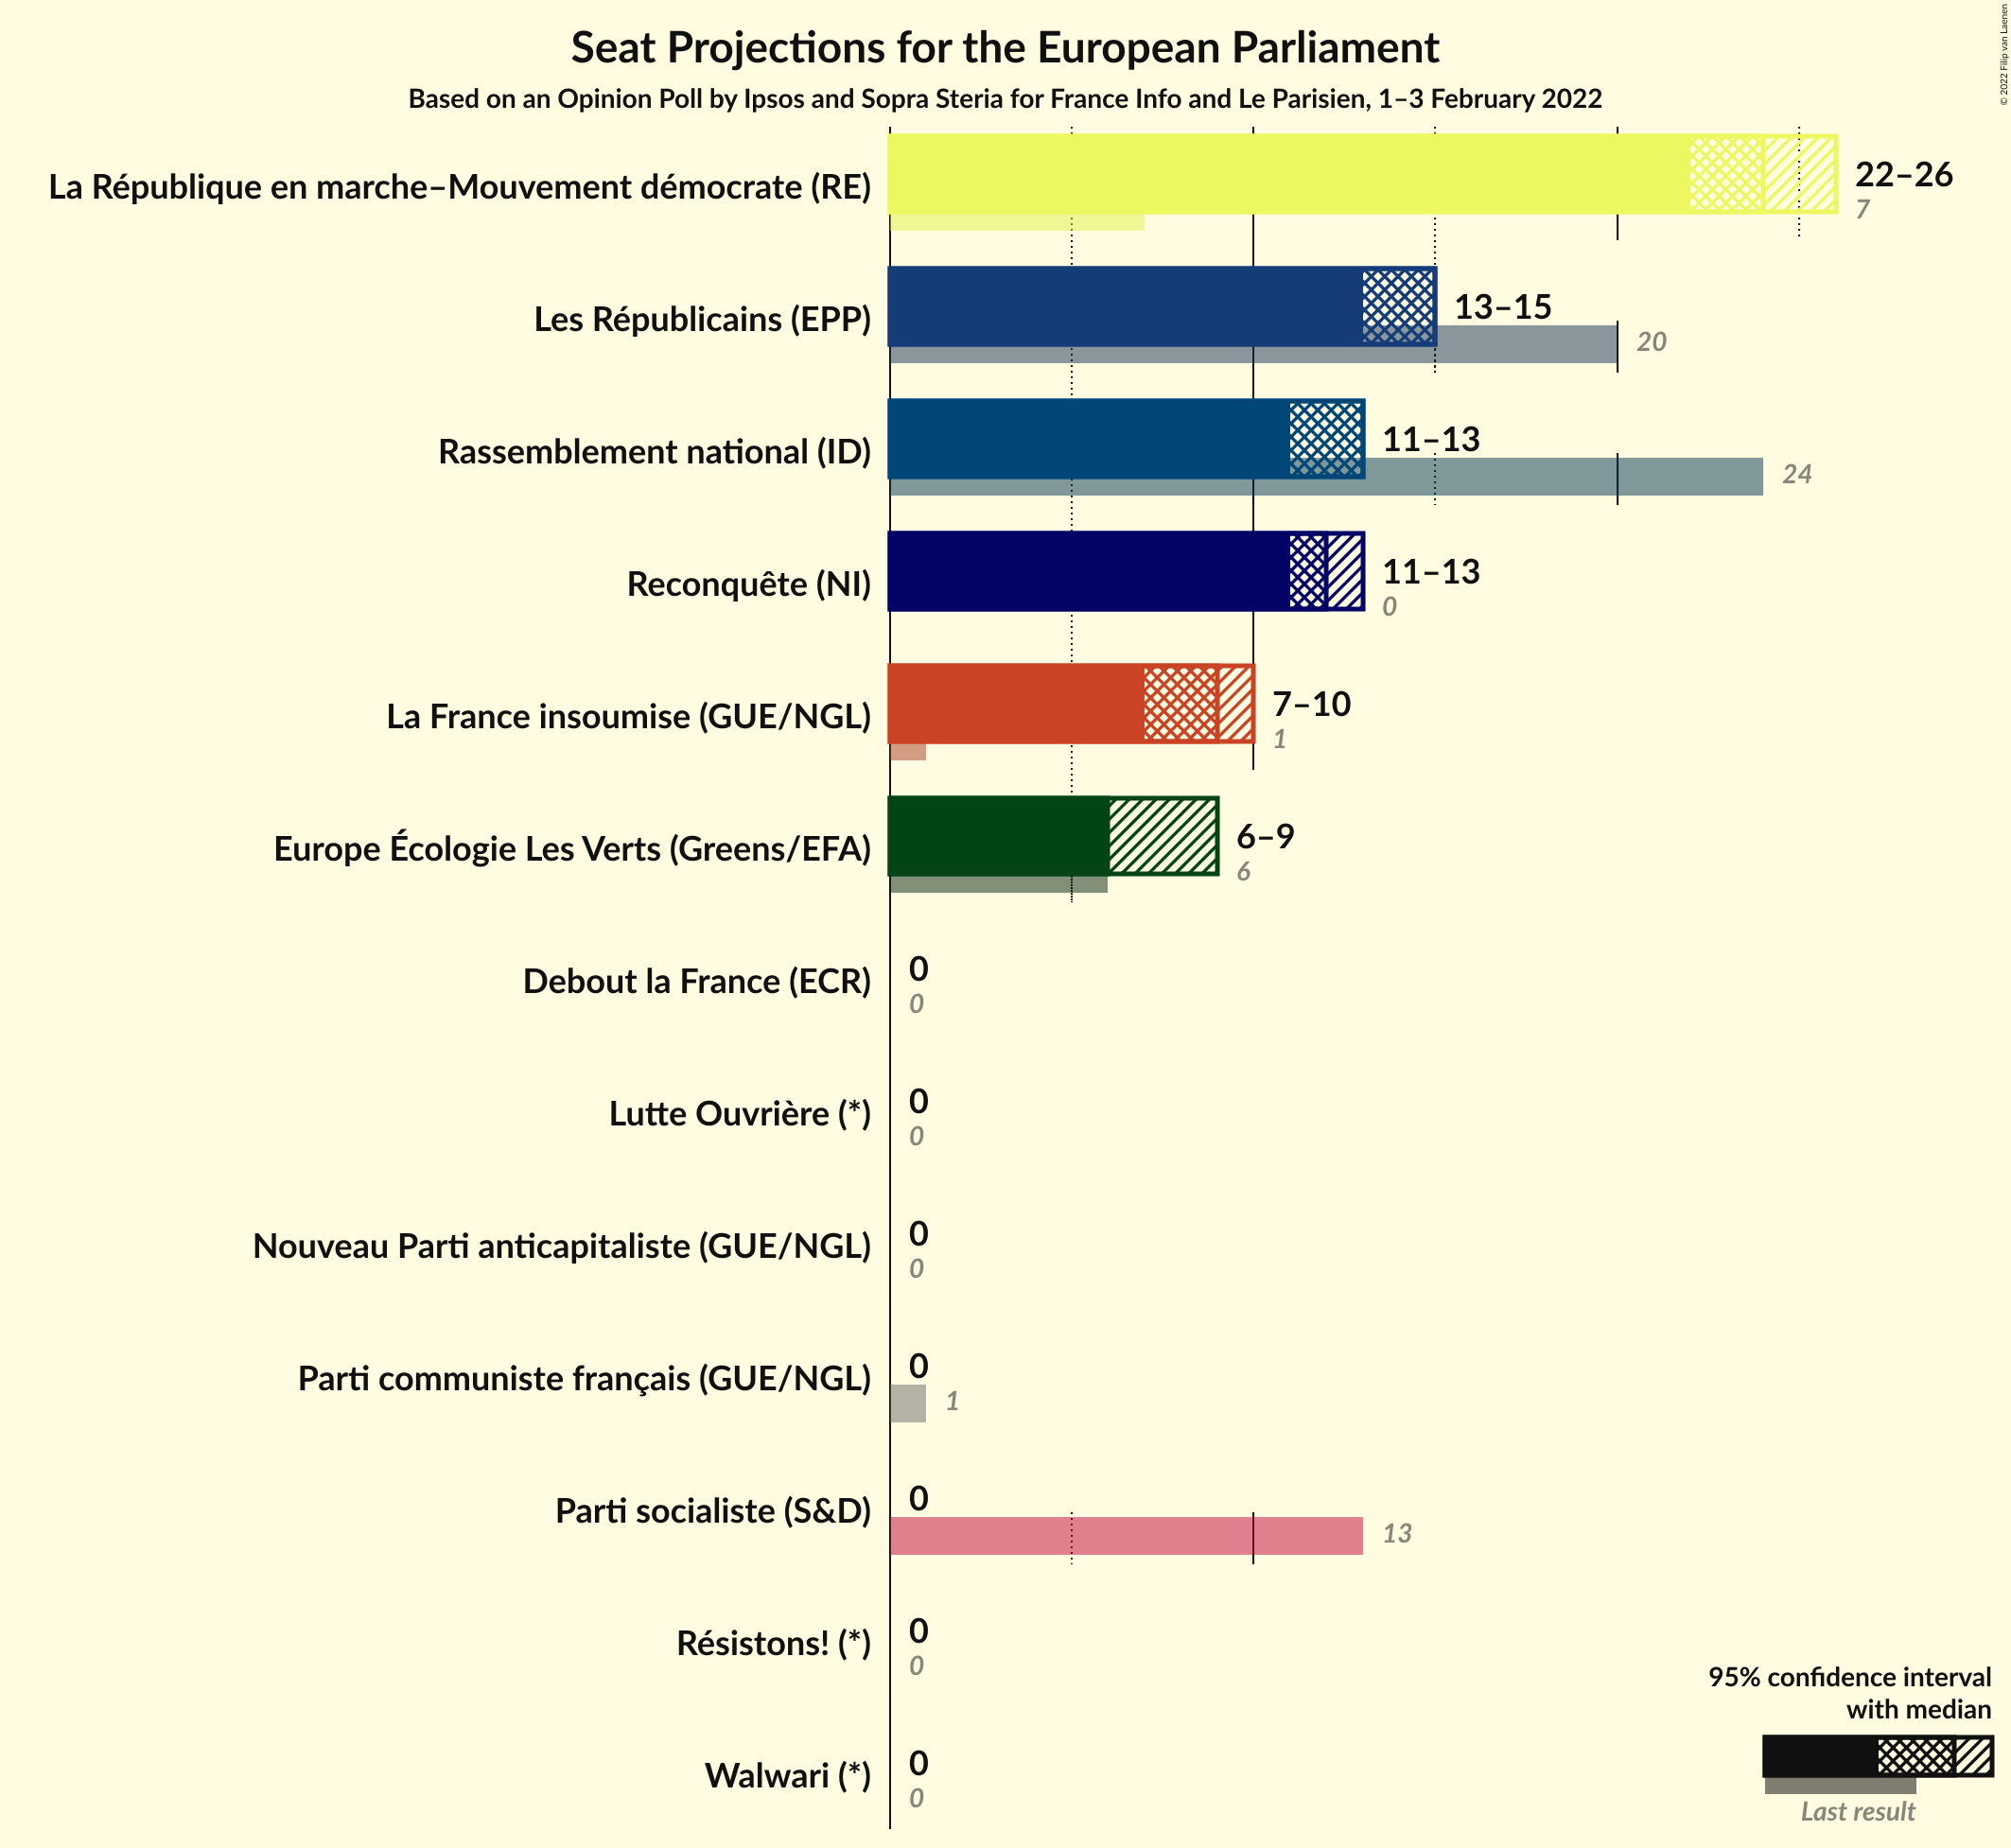 Seat Projections for the European Parliament
Based on an Opinion Poll by Ipsos and Sopra Steria for France Info and Le Parisien, 1–3 February 2022
© 2022 Filip van Laenen
La République en marche–Mouvement démocrate (RE)
22–26
7
Les Républicains (EPP)
13–15
20
Rassemblement national (ID)
11–13
24
Reconquête (NI)
11–13
0
La France insoumise (GUE/NGL)
7–10
1
Europe Écologie Les Verts (Greens/EFA)
6–9
6
Debout la France (ECR)
0
0
Lutte Ouvrière (*)
0
0
Nouveau Parti anticapitaliste (GUE/NGL)
0
0
Parti communiste français (GUE/NGL)
0
1
Parti socialiste (S&D)
0
13
Résistons! (*)
0
0
Walwari (*)
0
0
95% confidence interval
with median
Last result